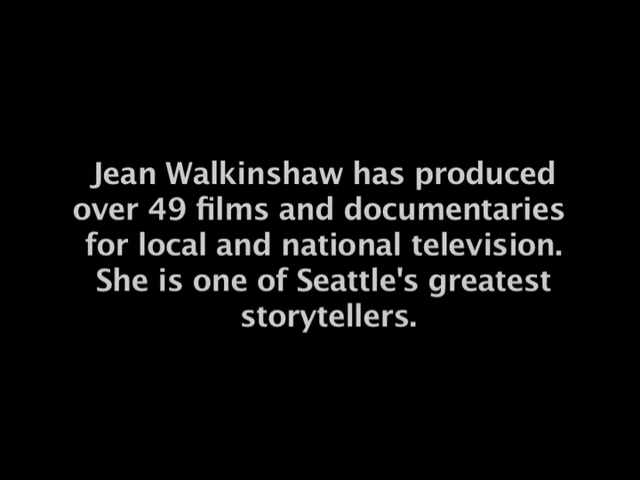 Jean Walkinshaw has produced
over 49 films and documentaries
for local and national television.
She is one of Seattle's greatest
storytellers.